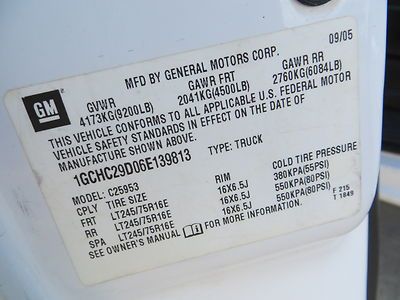 09/05
MFD BY GENERAL MOTORS CORP.
GM
GVWR GAWR FRT GAWR RR
4173KG(9200LB) 2041KG(4500LB) 2760KG(6084LB)
THIS VEHICLE CONFORMS TO ALL APPLICABLE U.S. FEDERAL MOTOR
VEHICLE SAFETY STANDARDS IN EFFECT ON THE DATE OF
MANUFACTURE SHOWN ABOVE.
1GCHC29D06E139813 TYPE: TRUCK
MODEL: C25953
CPLY TIRE SIZE RIM COLD TIRE PRESSURE
FRT LT245/75R16E 16X6.5J 380KPA(55PSI)
RR LT245/75R16E 16X6.5J 550KPA(80PSI)
SPA LT245/75R16E 16X6.5J 550KPA(80PSI)
SEE OWNER'S MANUAL FOR MORE INFORMATION.
F 215
T 1849